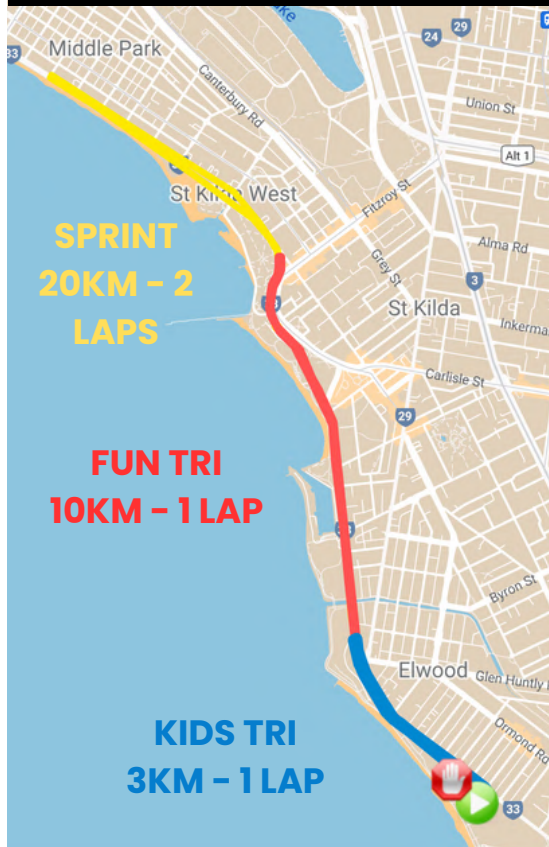 Lake
24
29
33
Middle Park
Canterbury Rd
Union St
Alt 1
St Kilda West
Fitzroy St
SPRINT
20KM - 2
LAPS
Alma Rd
Grey St
3
St Kilda
33
Inkerman
Carlisle St
29
FUN TRI
10KM - 1 LAP
Byron St
Elwood
Glen Huntly
Ormond Rd
KIDS TRI
3KM - 1 LAP
33